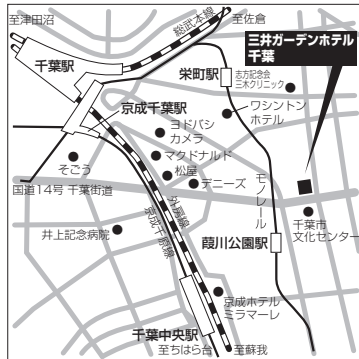 至津田沼
総武本線
至佐倉
三井ガーデンホテル
千葉
千葉駅
栄町駅
志方記念会
三木クリニック
京成千葉駅
ワシントン
ホテル
ヨドバシ
カメラ
マクドナルド
松屋
そごう
デニーズ
国道14号 千葉街道
モノレール
外房線
京成千原線
千葉市
文化センター
井上記念病院
葭川公園駅
京成ホテル
ミラマーレ
千葉中央駅
至ちはら台
至蘇我